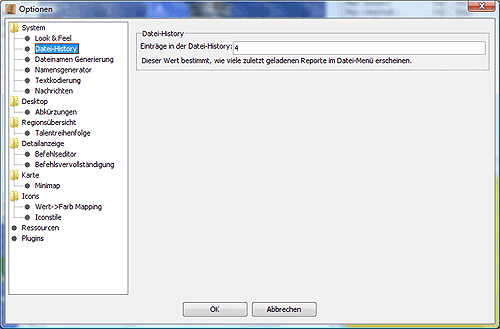 Optionen
System
Look & Feel
Datei-History
Dateinamen Generierung
Namensgenerator
Textkodierung
Nachrichten
Desktop
Abkürzungen
Regionsübersicht
Talentreihenfolge
Detailanzeige
Befehlseditor
Befehlsvervollständigung
Karte
Minimap
Icons
Wert->Farb Mapping
Iconstile
Ressourcen
Plugins
Datei-History
Einträge in der Datei-History: 4
Dieser Wert bestimmt, wie viele zuletzt geladenen Reporte im Datei-Menü erscheinen.
OK
Abbrechen